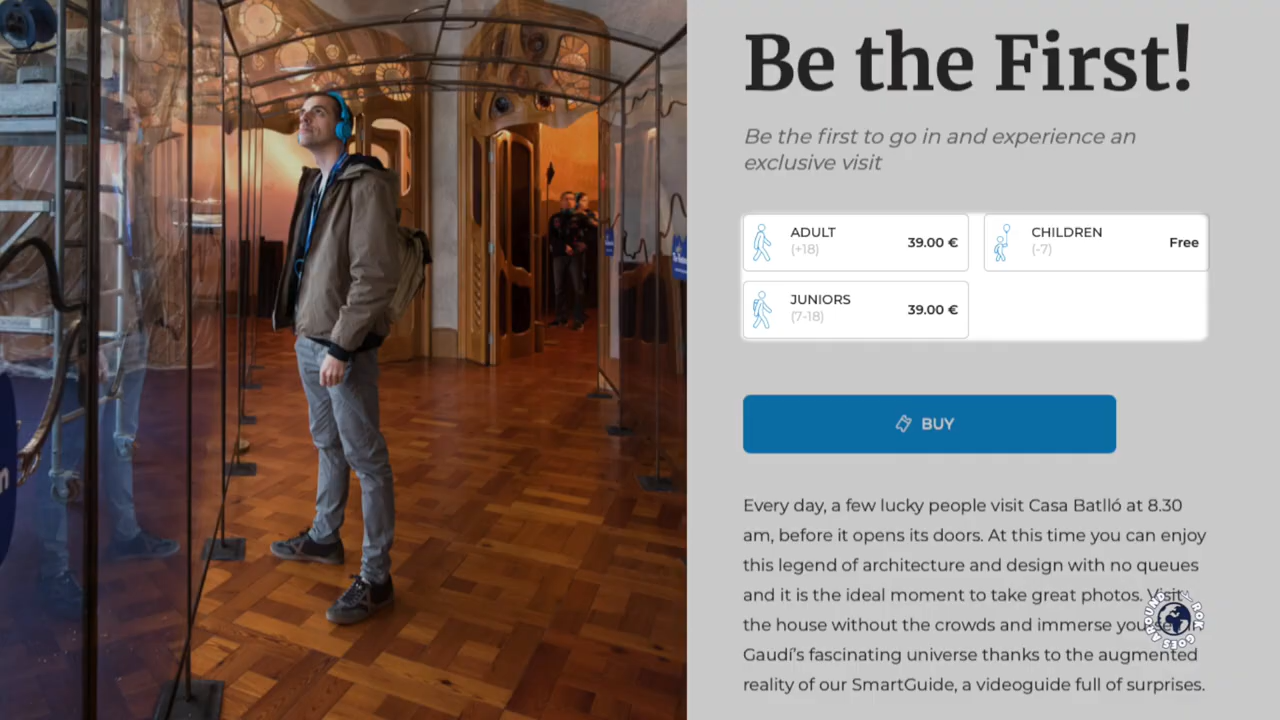 Be the First!
Be the first to go in and experience an
exclusive visit
ADULT
(+18)
39.00 €
CHILDREN
(-7)
Free
JUNIORS
(7-18)
39.00 €
BUY
Every day, a few lucky people visit Casa Batlló at 8.30
am, before it opens its doors. At this time you can enjoy
this legend of architecture and design with no queues
and it is the ideal moment to take great photos. Visit
the house without the crowds and immerse yourself in
Gaudí's fascinating universe thanks to the augmented
reality of our SmartGuide, a videoguide full of surprises.
ROB GOES AROUND